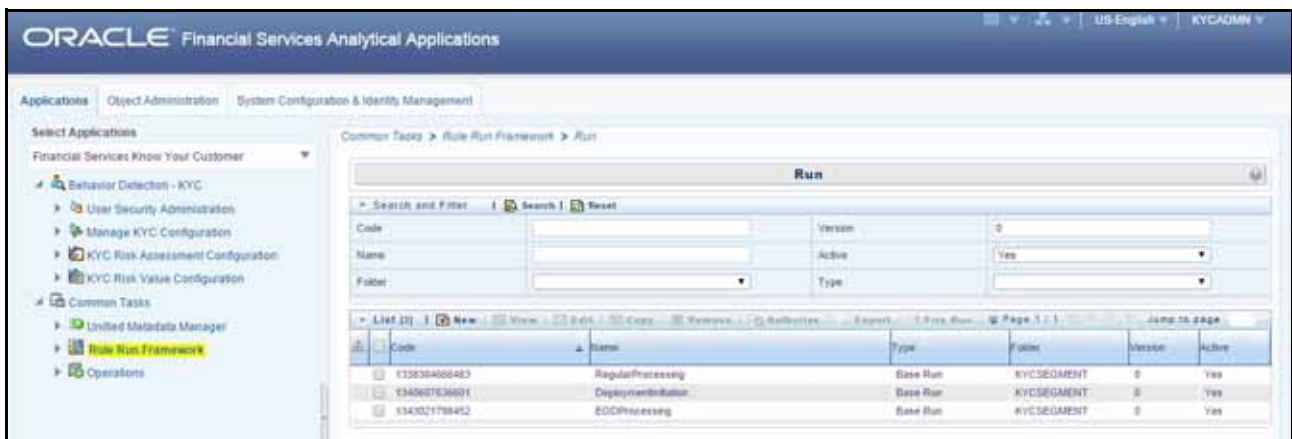 ORACLE Financial Services Analytical Applications
US-English
KYCADMN
Applications
Object Administration
System Configuration & Identity Management
Select Applications
Financial Services Know Your Customer
Behavior Detection - KYC
User Security Administration
Manage KYC Configuration
KYC Risk Assessment Configuration
KYC Risk Value Configuration
Common Tasks
Unified Metadata Manager
Rule Run Framework
Operations
Common Tasks > Rule Run Framework > Run
Run
Search and Filter | Search | Reset
Code
Version 0
Name
Active Yes
Folder
Type
List [3] | New View Edit Copy Remove Authorize Export Fire Run Page 1 / 1 Jump to page
Code Name Type Folder Version Active
RegularProcessing Base Run KYCSEGMENT 0 Yes
1340607636601 DeploymentInitiation Base Run KYCSEGMENT 0 Yes
1343021798452 EODProcessing Base Run KYCSEGMENT 0 Yes